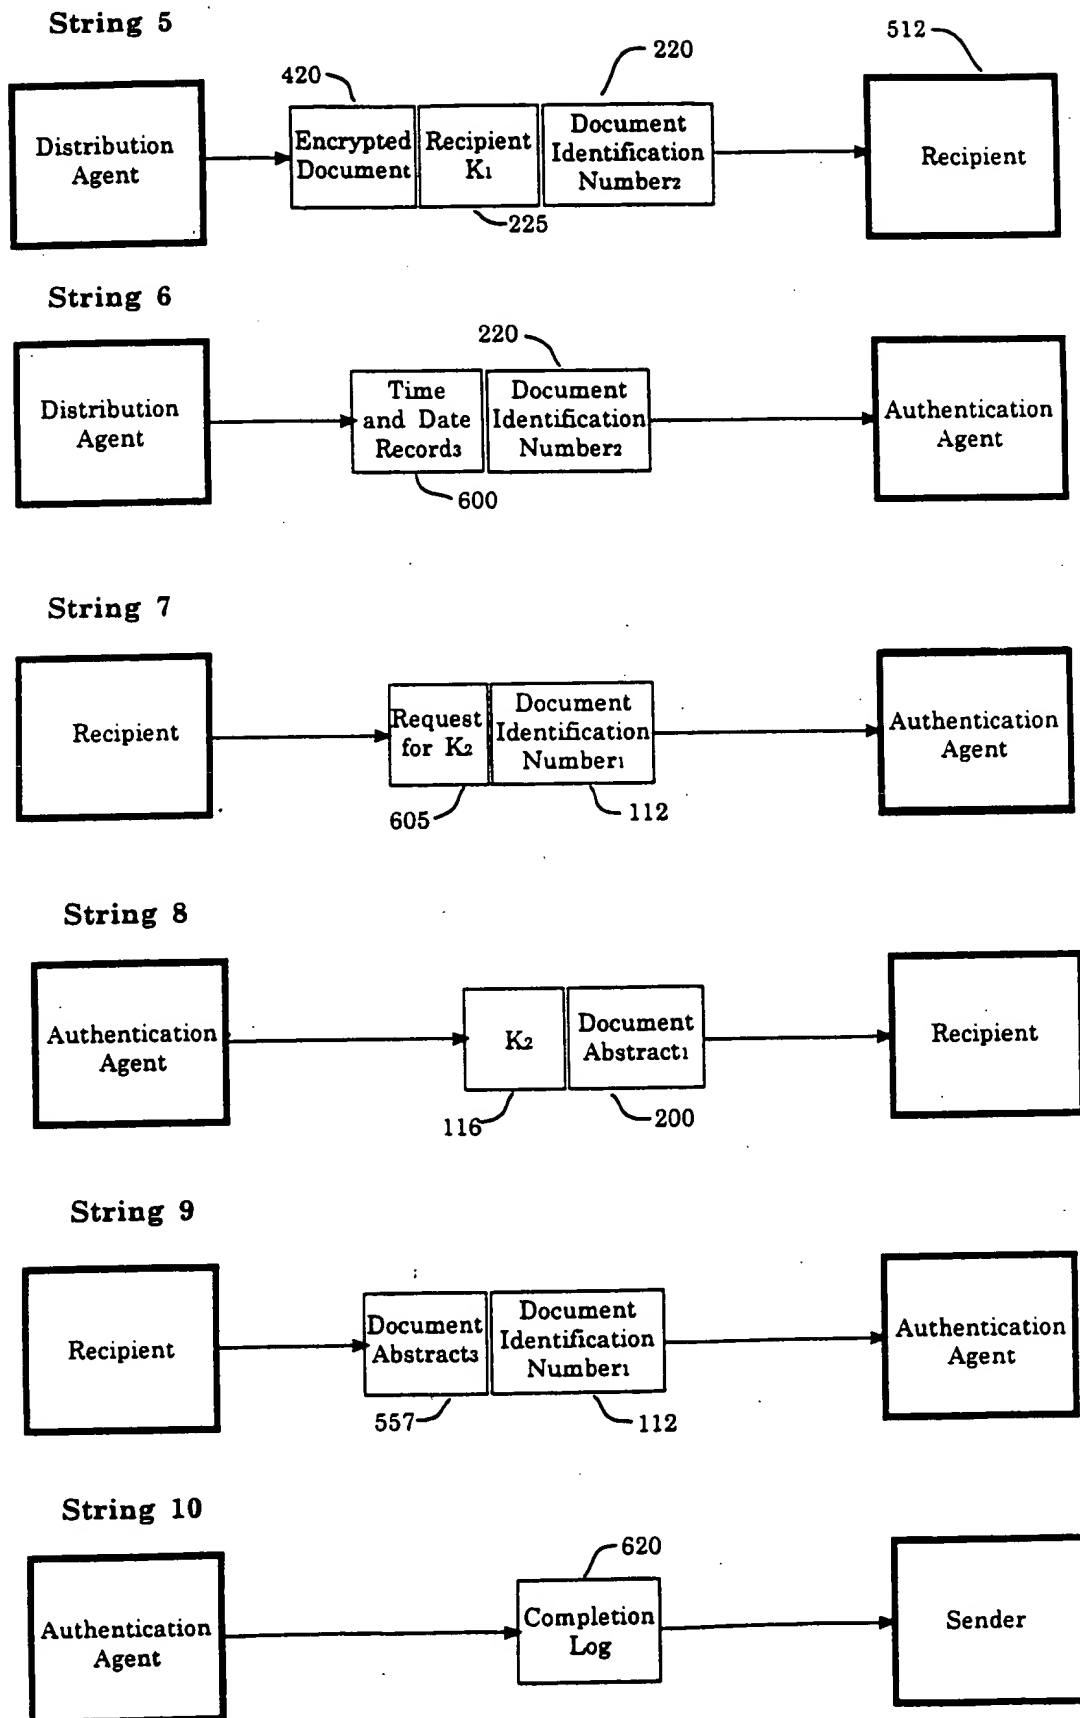 String 5
512
420
220
Distribution
Agent
Encrypted
Document
Recipient
K₁
Document
Identification
Number₂
Recipient
225
String 6
220
Distribution
Agent
Time
and Date
Record₃
Document
Identification
Number₂
Authentication
Agent
600
String 7
Recipient
Request
for K₂
Document
Identification
Number₁
Authentication
Agent
605
112
String 8
Authentication
Agent
K₂
Document
Abstract₁
Recipient
116
200
String 9
Recipient
Document
Abstract₃
Document
Identification
Number₁
Authentication
Agent
557
112
String 10
620
Authentication
Agent
Completion
Log
Sender